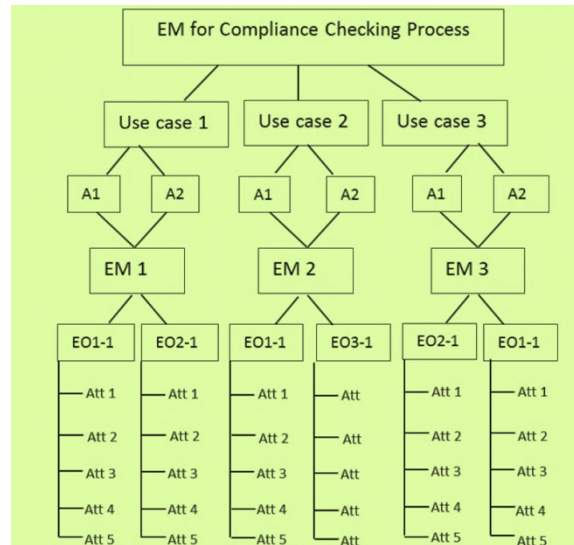 EM for Compliance Checking Process
Use case 1 Use case 2 Use case 3
A1 A2 A1 A2 A1 A2
EM 1 EM 2 EM 3
EO1-1 EO2-1 EO1-1 EO3-1 EO2-1 EO1-1
Att 1 Att 1 Att 1 Att Att 1 Att 1
Att 2 Att 2 Att 2 Att Att 2 Att 2
Att 3 Att 3 Att 3 Att Att 3 Att 3
Att 4 Att 4 Att 4 Att Att 4 Att 4
Att 5 Att 5 Att 5 Att Att 5 Att 5